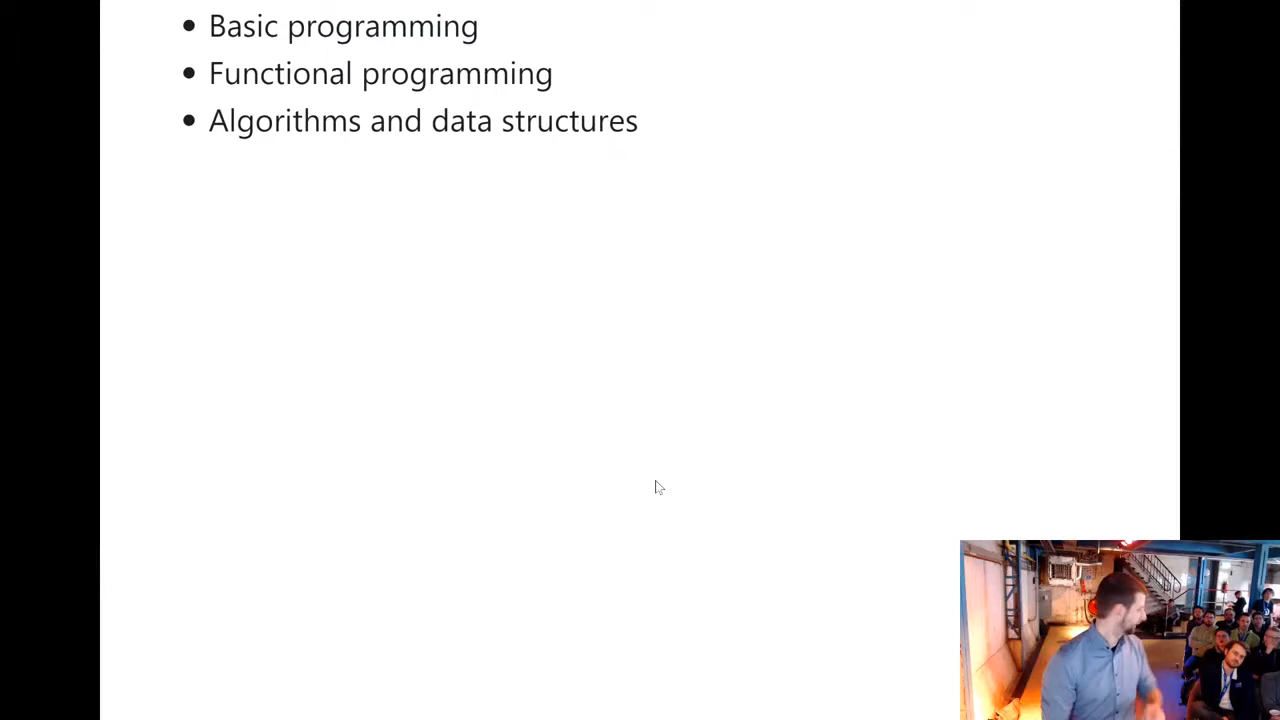 • Basic programming
• Functional programming
• Algorithms and data structures